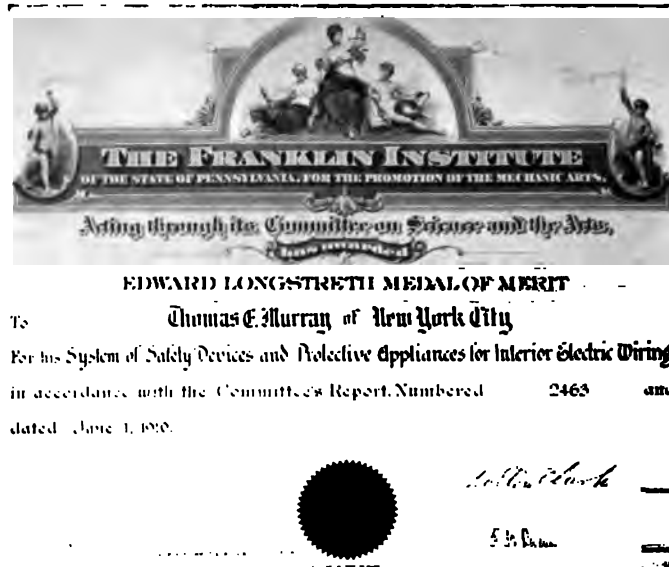 THE FRANKLIN INSTITUTE
OF THE STATE OF PENNSYLVANIA, FOR THE PROMOTION OF THE MECHANIC ARTS,
Acting through its Committee on Science and the Arts,
has awarded
EDWARD LONGSTRETH MEDAL OF MERIT
To Thomas E. Murray of New York City
For his System of Safety Devices and Protective Appliances for Interior Electric Wiring
in accordance with the Committee's Report, Numbered 2463 and
dated June 1, 1910.